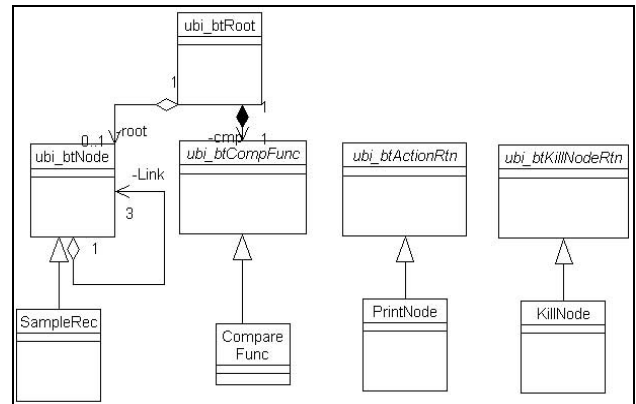 ubi_btRoot
1
1
0..1
-root
-cmp
1
ubi_btNode
ubi_btCompFunc
ubi_btActionRtn
ubi_btKillNodeRtn
-Link
3
1
SampleRec
Compare
Func
PrintNode
KillNode